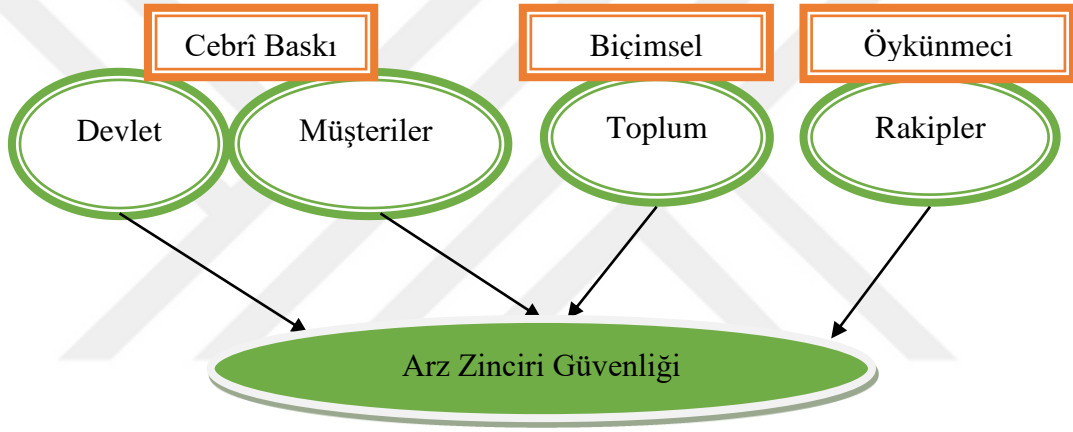 Cebrî Baskı
Biçimsel
Öykünmeci
Devlet
Müşteriler
Toplum
Rakipler
Arz Zinciri Güvenliği